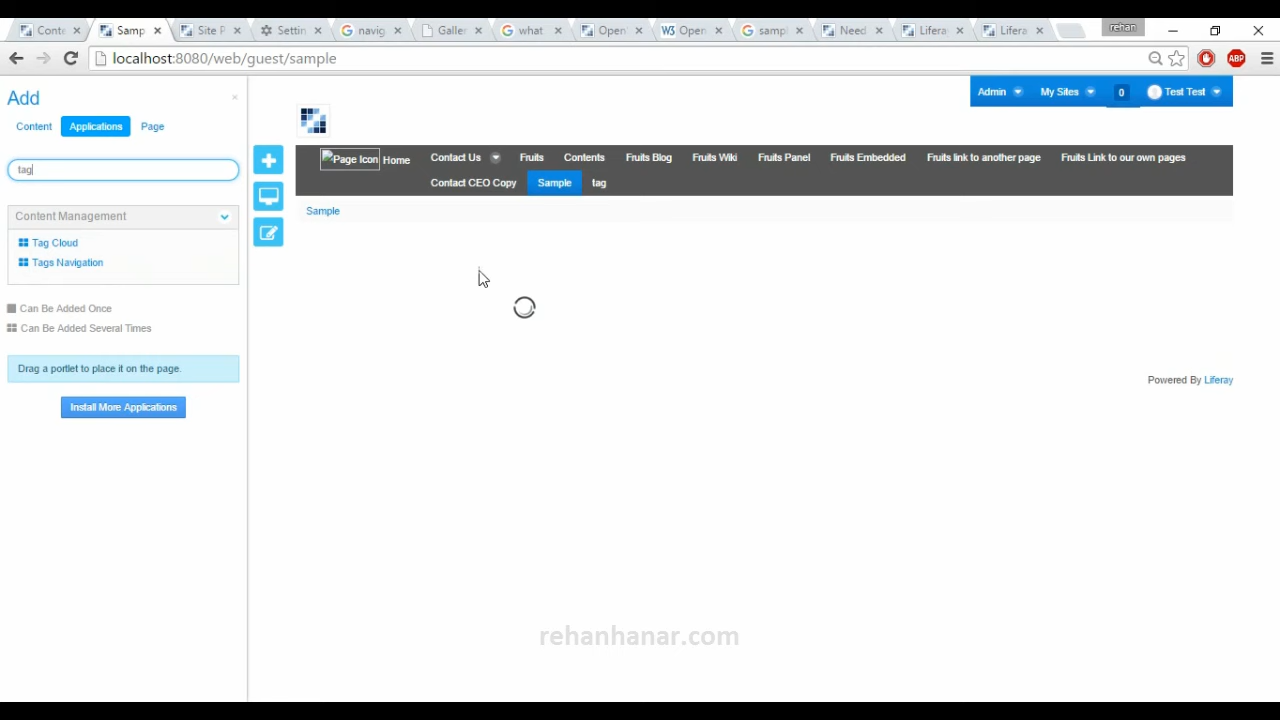 Conte
Samp
Site P
Settin
navig
Galler
what
Open
W3 Open
sampl
Need
Lifera
Lifera
rehan
localhost:8080/web/guest/sample
ABP
Add
Content Applications Page
tag
Content Management
Tag Cloud
Tags Navigation
Can Be Added Once
Can Be Added Several Times
Drag a portlet to place it on the page.
Install More Applications
Admin My Sites 0 Test Test
Page Icon Home Contact Us Fruits Contents Fruits Blog Fruits Wiki Fruits Panel Fruits Embedded Fruits link to another page Fruits Link to our own pages
Contact CEO Copy Sample tag
Sample
Powered By Liferay
rehanhanar.com